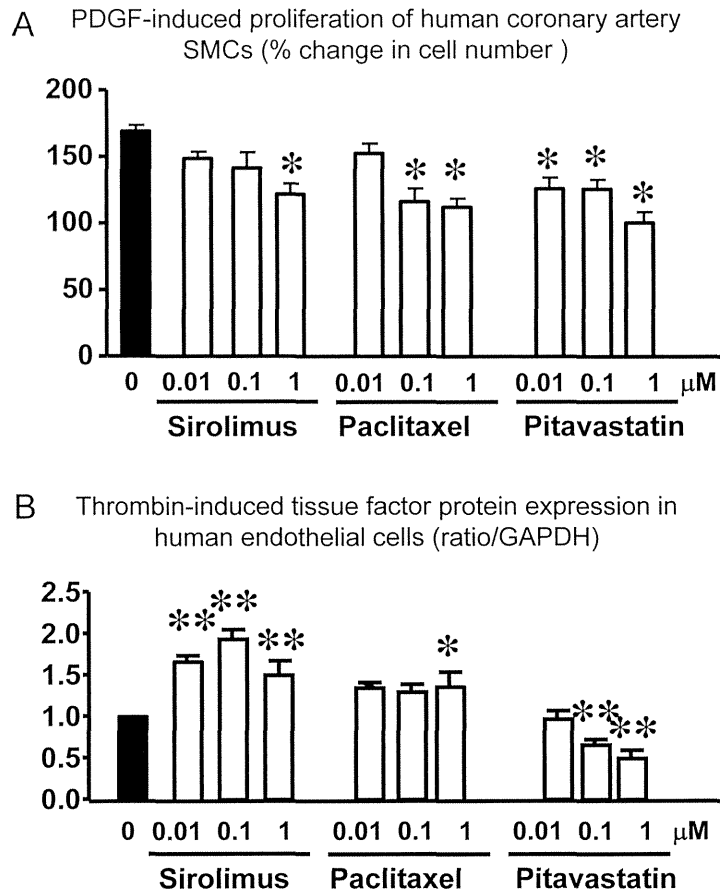 A PDGF-induced proliferation of human coronary artery
SMCs (% change in cell number )
200
150
100
50
0
* * * * * *
0 0.01 0.1 1 0.01 0.1 1 0.01 0.1 1 μM
Sirolimus Paclitaxel Pitavastatin
B Thrombin-induced tissue factor protein expression in
human endothelial cells (ratio/GAPDH)
2.5
2.0
1.5
1.0
0.5
0.0
** ** ** * ** **
0 0.01 0.1 1 0.01 0.1 1 0.01 0.1 1 μM
Sirolimus Paclitaxel Pitavastatin